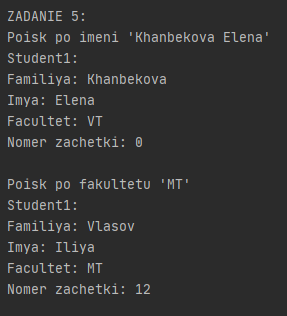 ZADANIE 5:
Poisk po imeni 'Khanbekova Elena'
Student1:
Familiya: Khanbekova
Imya: Elena
Facultet: VT
Nomer zachetki: 0
Poisk po fakultetu 'MT'
Student1:
Familiya: Vlasov
Imya: Iliya
Facultet: MT
Nomer zachetki: 12